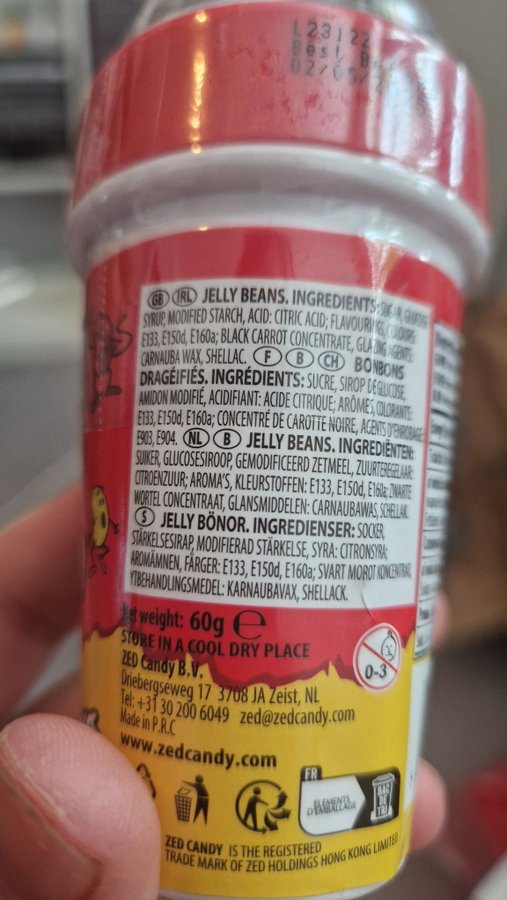 L23122
Best Be
02/06/
GB IRL JELLY BEANS. INGREDIENTS: SUGAR, GLUCOSE
SYRUP, MODIFIED STARCH, ACID: CITRIC ACID; FLAVOURINGS, COLOURS:
E133, E150d, E160a; BLACK CARROT CONCENTRATE, GLAZING AGENTS:
CARNAUBA WAX, SHELLAC. F B CH BONBONS
DRAGÉIFIÉS. INGRÉDIENTS: SUCRE, SIROP DE GLUCOSE,
AMIDON MODIFIÉ, ACIDIFIANT: ACIDE CITRIQUE; ARÔMES, COLORANTS:
E133, E150d, E160a; CONCENTRÉ DE CAROTTE NOIRE, AGENTS D'ENROBAGE:
E903, E904. NL B JELLY BEANS. INGREDIËNTEN:
SUIKER, GLUCOSESIROOP, GEMODIFICEERD ZETMEEL, ZUURTEREGELAAR:
CITROENZUUR; AROMA'S, KLEURSTOFFEN: E133, E150d, E160a; ZWARTE
WORTEL CONCENTRAAT, GLANSMIDDELEN: CARNAUBAWAS, SCHELLAK.
S JELLY BÖNOR. INGREDIENSER: SOCKER,
STÄRKELSESIRAP, MODIFIERAD STÄRKELSE, SYRA: CITRONSYRA;
AROMÄMNEN, FÄRGER: E133, E150d, E160a; SVART MOROT KONCENTRAT,
YTBEHANDLINGSMEDEL: KARNAUBAVAX, SHELLACK.
Net weight: 60g e
STORE IN A COOL DRY PLACE
0-3
ZED Candy B.V.
Driebergseweg 17 3708 JA Zeist, NL
Tel: +31 30 200 6049 zed@zedcandy.com
Made in P.R.C
www.zedcandy.com
FR
ÉLÉMENTS
D'EMBALLAGE
BAC
DE
TRI
ZED CANDY IS THE REGISTERED
TRADE MARK OF ZED HOLDINGS HONG KONG LIMITED